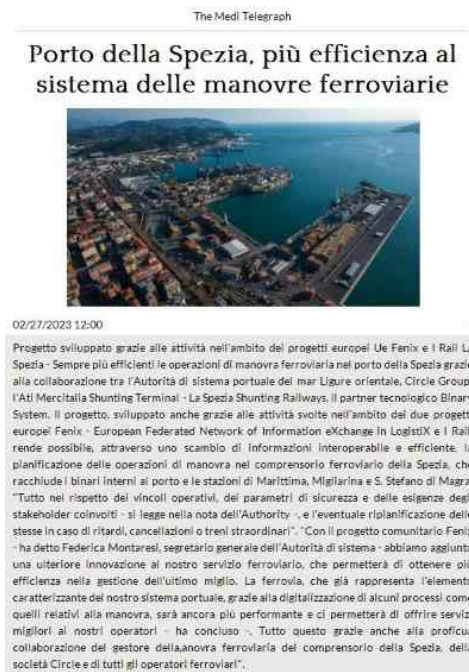 The Medi Telegraph
Porto della Spezia, più efficienza al
sistema delle manovre ferroviarie
02/27/2023 12:00
Progetto sviluppato grazie alle attività nell'ambito dei progetti europei Ue Fenix e I Rail La
Spezia - Sempre più efficienti le operazioni di manovra ferroviaria nel porto della Spezia grazie
alla collaborazione tra l'Autorità di sistema portuale del mar Ligure orientale, Circle Group,
l'Ati Mercitalia Shunting Terminal - La Spezia Shunting Railways, il partner tecnologico Binary
System. Il progetto, sviluppato anche grazie alle attività svolte nell'ambito dei due progetti
europei Fenix - European Federated Network of Information eXchange in LogistiX e I Rail,
rende possibile, attraverso uno scambio di informazioni interoperabile e efficiente, la
pianificazione delle operazioni di manovra nel comprensorio ferroviario della Spezia, che
racchiude i binari interni al porto e le stazioni di Marittima, Migliarina e S. Stefano di Magra.
"Tutto nel rispetto dei vincoli operativi, dei parametri di sicurezza e delle esigenze degli
stakeholder coinvolti - si legge nella nota dell'Authority -, e l'eventuale ripianificazione delle
stesse in caso di ritardi, cancellazioni o treni straordinari". "Con il progetto comunitario Fenix
- ha detto Federica Montaresi, segretario generale dell'Autorità di sistema - abbiamo aggiunto
una ulteriore innovazione al nostro servizio ferroviario, che permetterà di ottenere più
efficienza nella gestione dell'ultimo miglio. La ferrovia, che già rappresenta l'elemento
caratterizzante del nostro sistema portuale, grazie alla digitalizzazione di alcuni processi come
quelli relativi alla manovra, sarà ancora più performante e ci permetterà di offrire servizi
migliori ai nostri operatori - ha concluso -. Tutto questo grazie anche alla proficua
collaborazione del gestore della,anovra ferroviaria del comprensorio della Spezia, della
società Circle e di tutti gli operatori ferroviari".